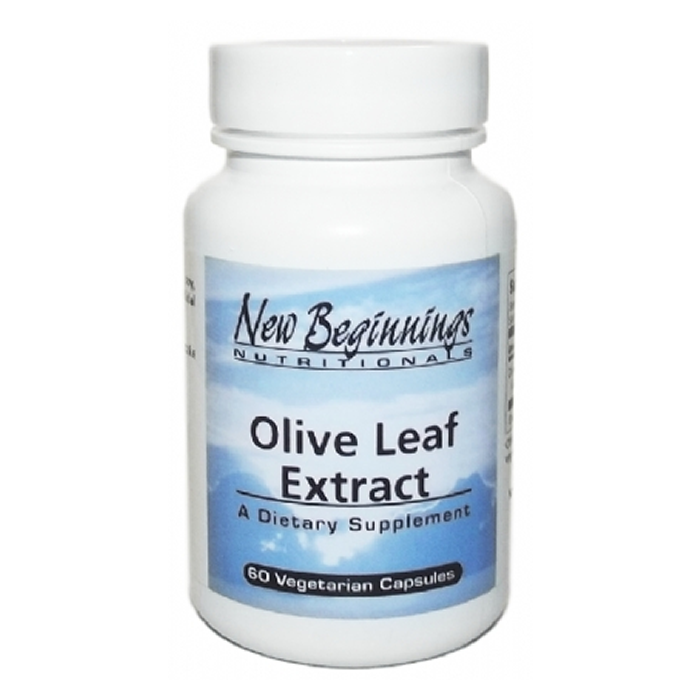 New Beginnings
NUTRITIONALS
Olive Leaf
Extract
A Dietary Supplement
60 Vegetarian Capsules